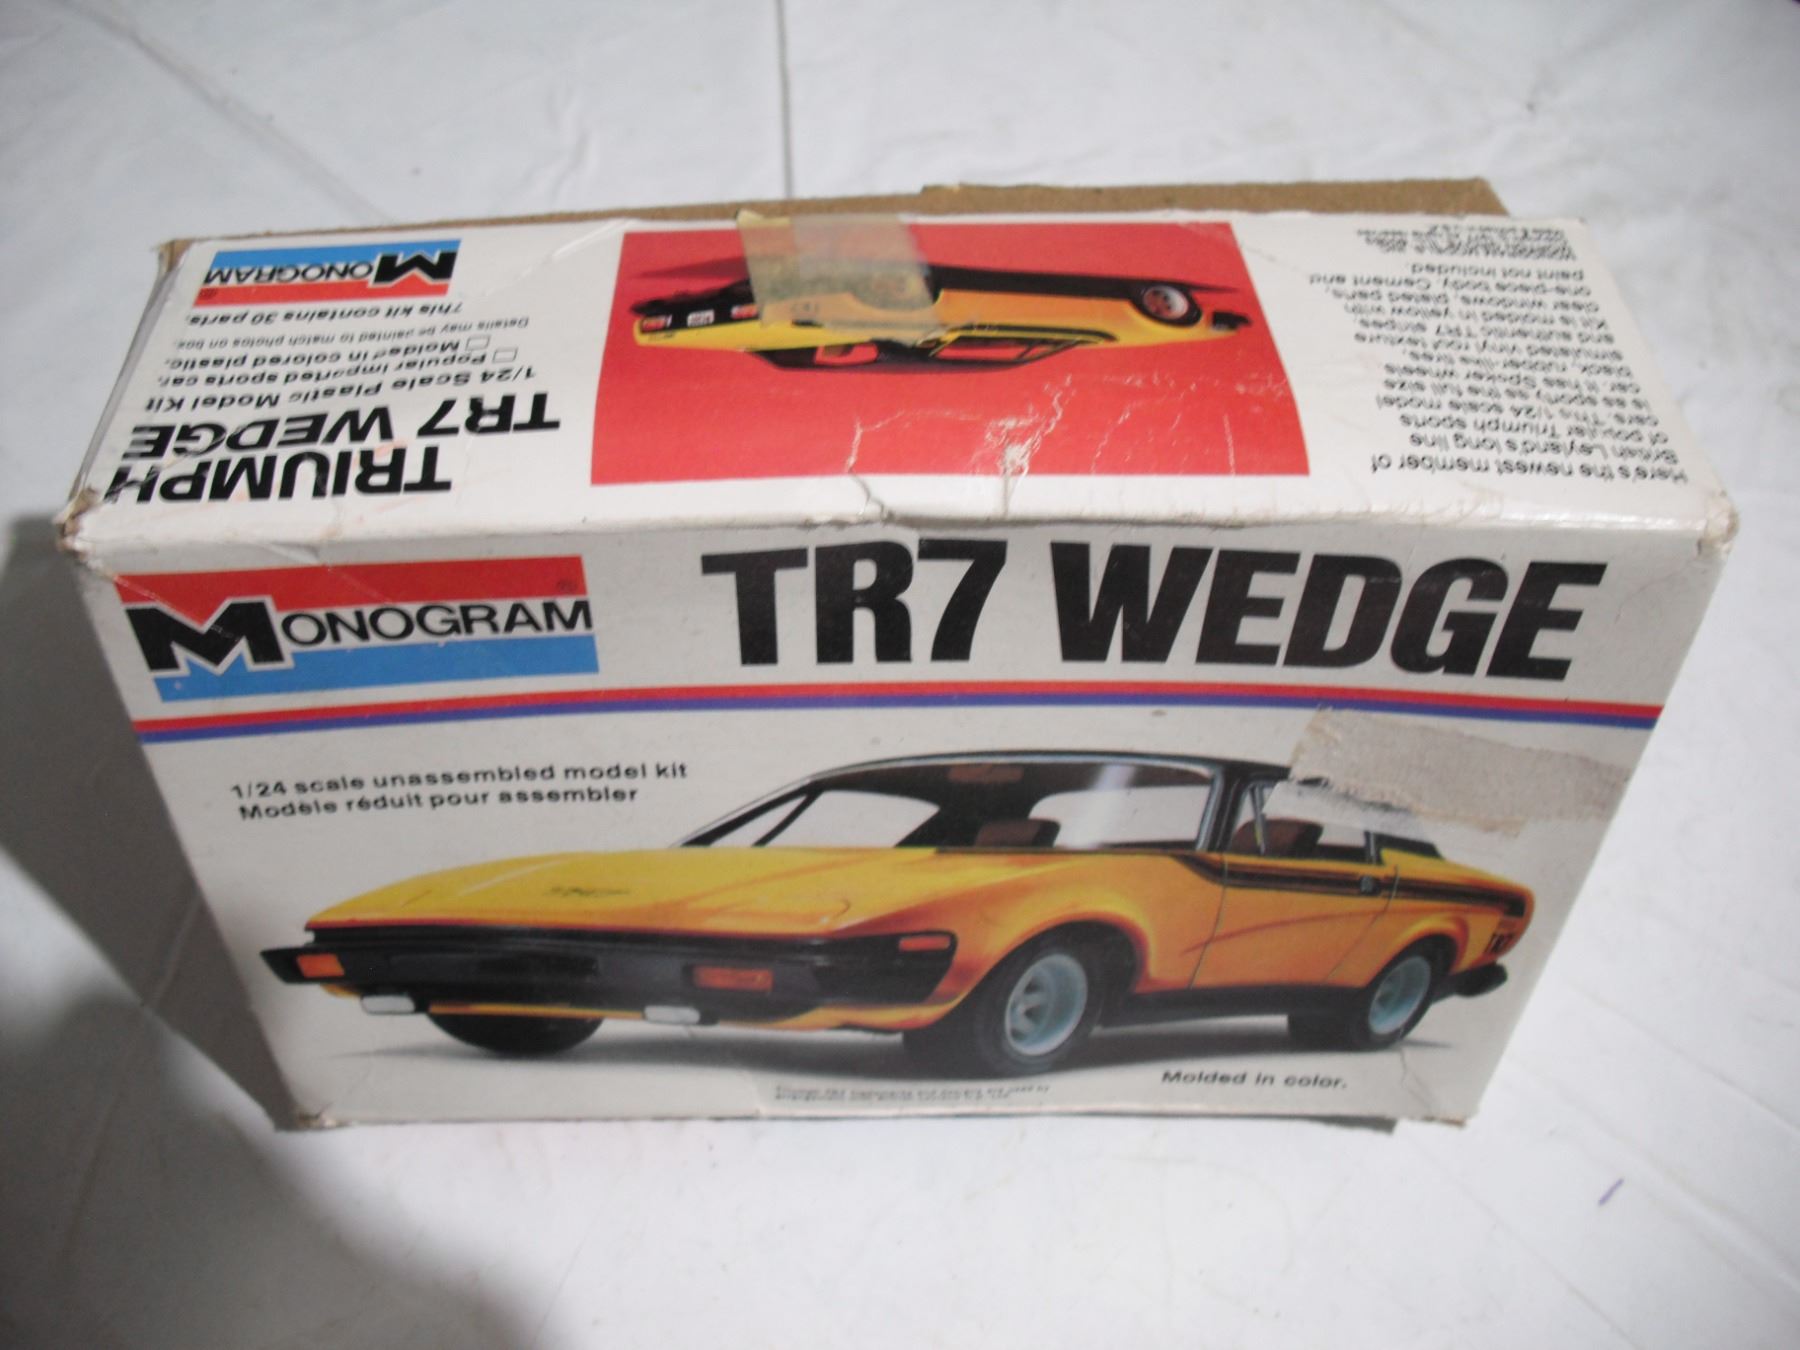 MONOGRAM
®
TR7 WEDGE
1/24 scale unassembled model kit
Modèle réduit pour assembler
TR7
Molded in color.
TRIUMPH
TR7 WEDGE
1/24 Scale Plastic Model Kit
Popular imported sports car.
Molded in colored plastic.
Details may be painted to match photos on box.
This kit contains 30 parts.
MONOGRAM
®
Here's the newest member of
British Leyland's long line
of popular Triumph sports
cars. This 1/24 scale model
is as sporty as the full size
car. It has Spoker wheels
black, rubber-like tires,
simulated vinyl roof texture
and authentic TR7 stripes.
Kit is molded in yellow with
clear windows, plated parts,
one-piece body. Cement and
paint not included.